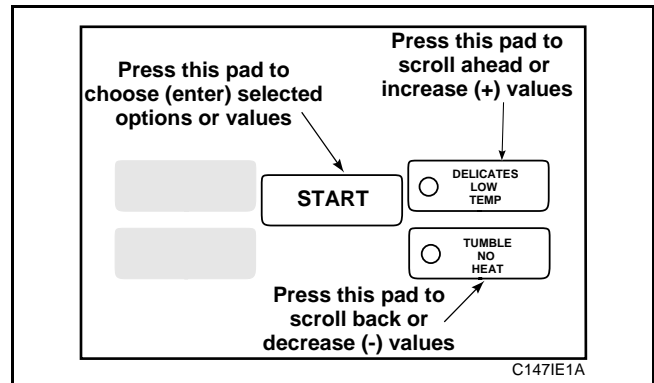 Press this pad to
choose (enter) selected
options or values
Press this pad to
scroll ahead or
increase (+) values
START
DELICATES
LOW
TEMP
TUMBLE
NO
HEAT
Press this pad to
scroll back or
decrease (-) values
C147IE1A